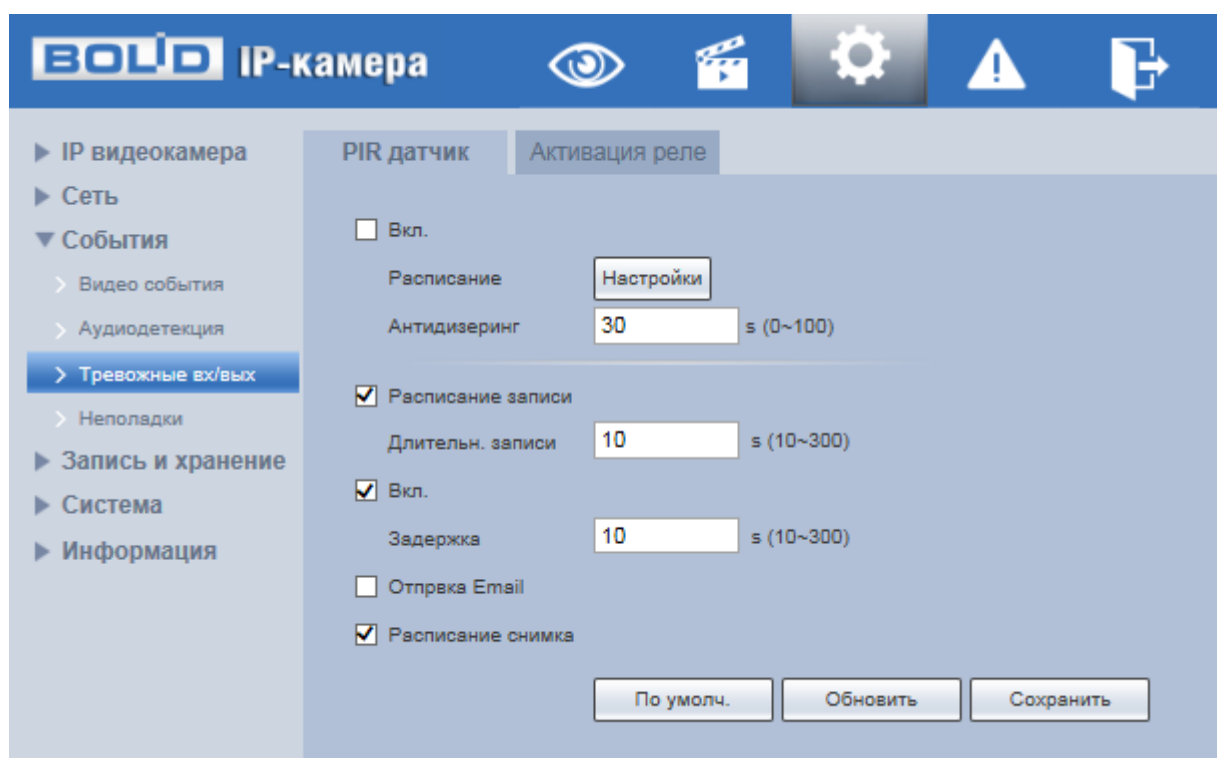 BOLID IP-камера
IP видеокамера
Сеть
События
Видео события
Аудиодетекция
Тревожные вх/вых
Неполадки
Запись и хранение
Система
Информация
PIR датчик Активация реле
Вкл.
Расписание Настройки
Антидизеринг 30 s (0~100)
Расписание записи
Длительн. записи 10 s (10~300)
Вкл.
Задержка 10 s (10~300)
Отпрвка Email
Расписание снимка
По умолч. Обновить Сохранить